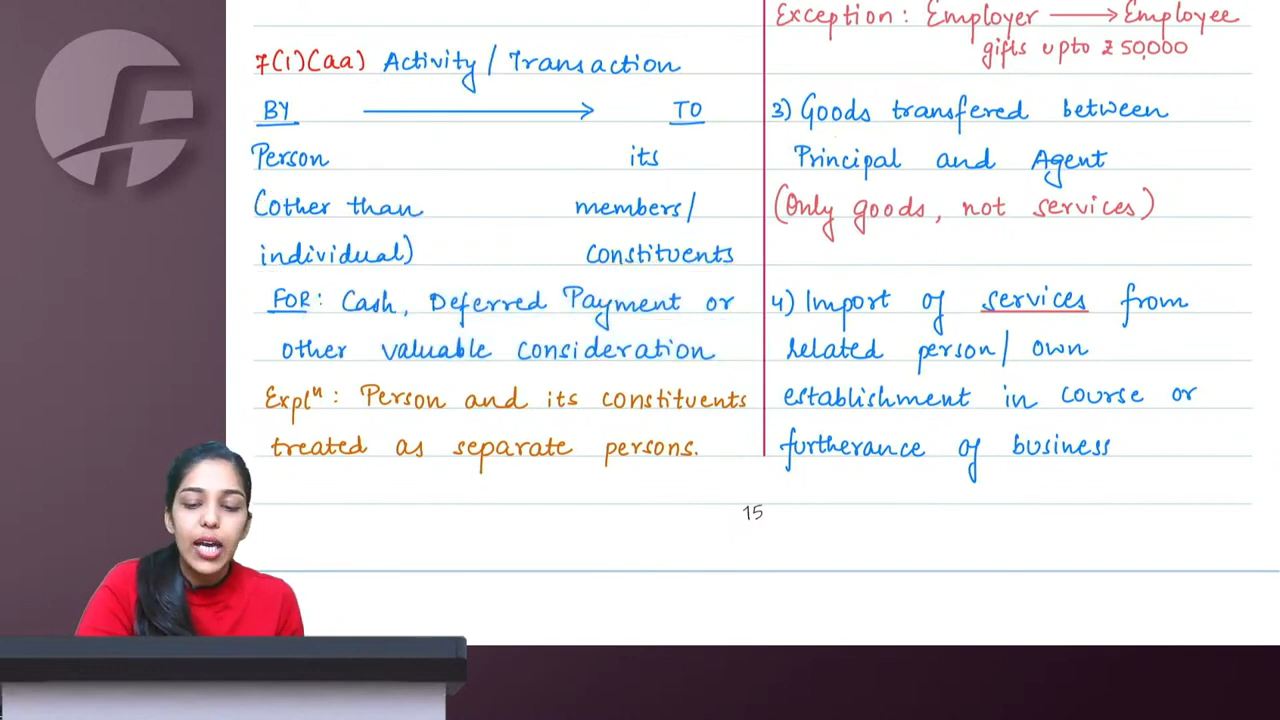 7(1)(aa) Activity / Transaction
BY TO
Person its
(other than members/
individual) constituents
FOR: Cash, Deferred Payment or
other valuable consideration
Expl^n: Person and its constituents
treated as separate persons.
Exception: Employer → Employee
gifts upto ₹ 50,000
3) Goods transfered between
Principal and Agent
(Only goods, not services)
4) Import of services from
related person/ own
establishment in course or
furtherance of business
15